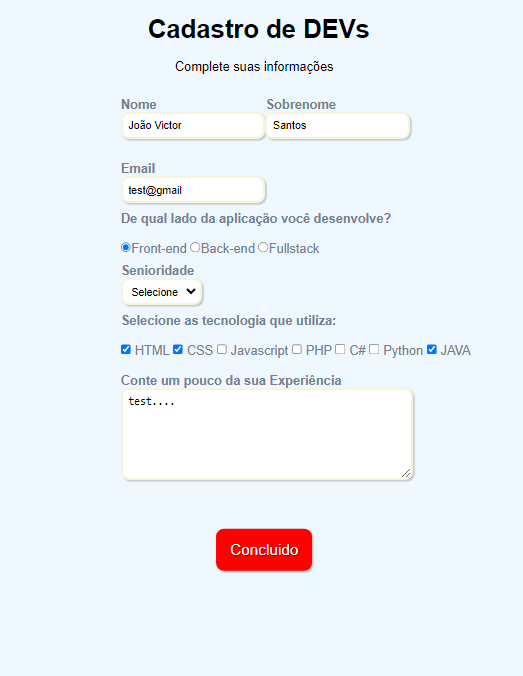 Cadastro de DEVs
Complete suas informações
Nome Sobrenome
João Victor Santos
Email
test@gmail
De qual lado da aplicação você desenvolve?
Front-end Back-end Fullstack
Senioridade
Selecione
Selecione as tecnologia que utiliza:
HTML CSS Javascript PHP C# Python JAVA
Conte um pouco da sua Experiência
test....
Concluido